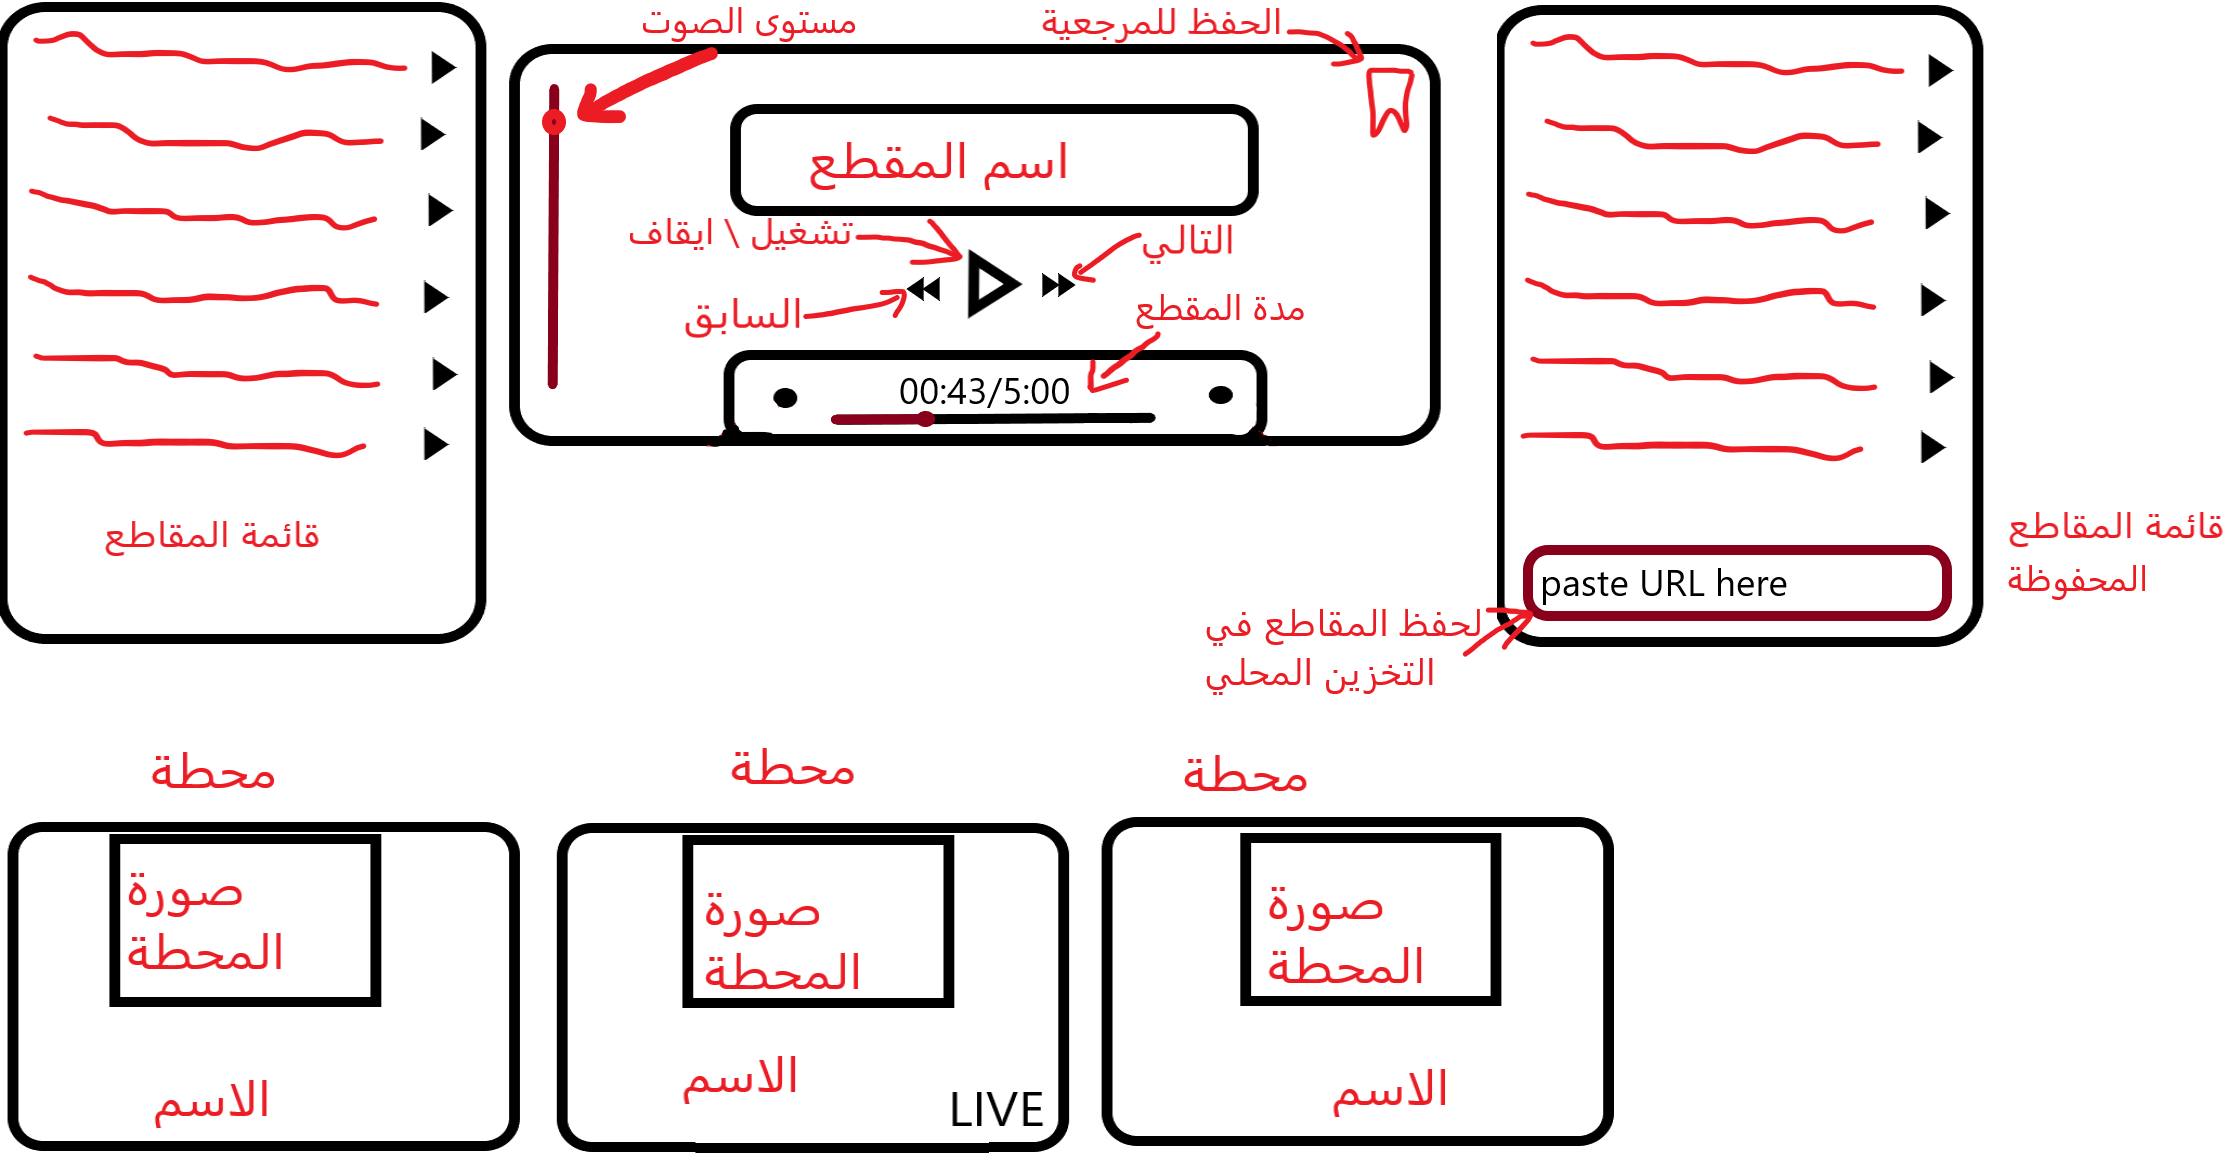 مستوى الصوت
الحفظ للمرجعية
اسم المقطع
تشغيل \ ايقاف
التالي
السابق
مدة المقطع
00:43/5:00
قائمة المقاطع
قائمة المقاطع
المحفوظة
paste URL here
لحفظ المقاطع في
التخزين المحلي
محطة
محطة
محطة
صورة
المحطة
الاسم
صورة
المحطة
الاسم
LIVE
صورة
المحطة
الاسم